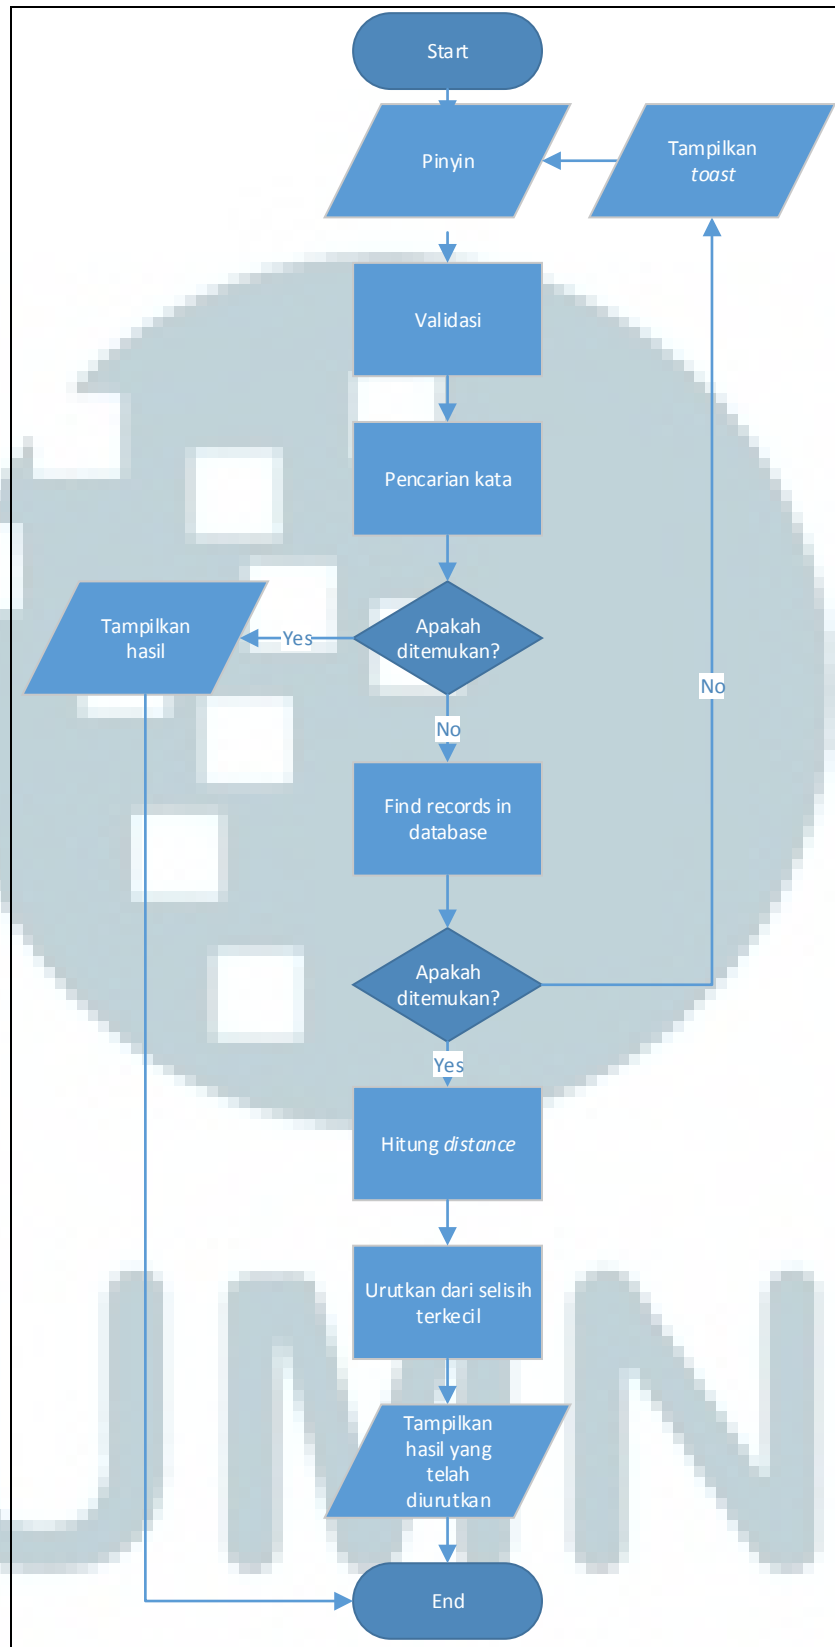 Start
Pinyin
Tampilkan
toast
Validasi
Pencarian kata
Apakah
ditemukan?
Yes
Tampilkan
hasil
No
No
Find records in
database
Apakah
ditemukan?
Yes
Hitung distance
Urutkan dari selisih
terkecil
Tampilkan
hasil yang
telah
diurutkan
End
UMN